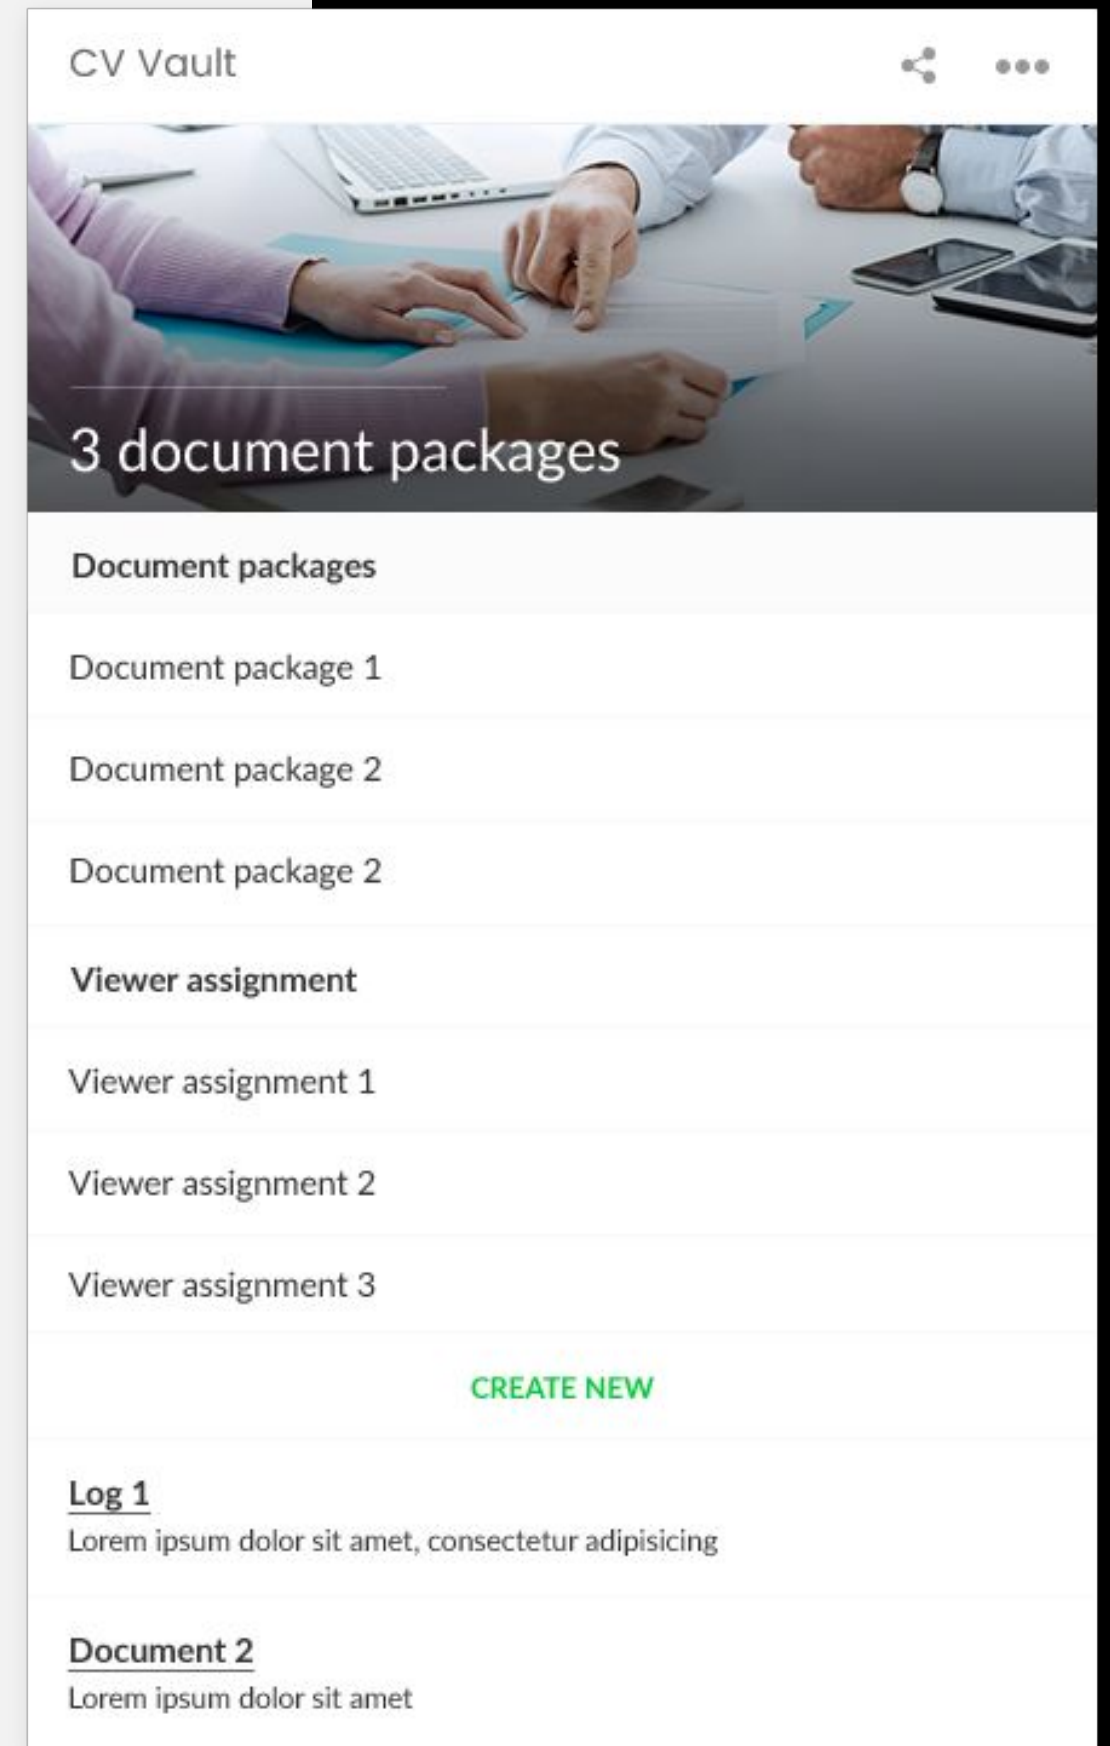 CV Vault
3 document packages
Document packages
Document package 1
Document package 2
Document package 2
Viewer assignment
Viewer assignment 1
Viewer assignment 2
Viewer assignment 3
CREATE NEW
Log 1
Lorem ipsum dolor sit amet, consectetur adipisicing
Document 2
Lorem ipsum dolor sit amet